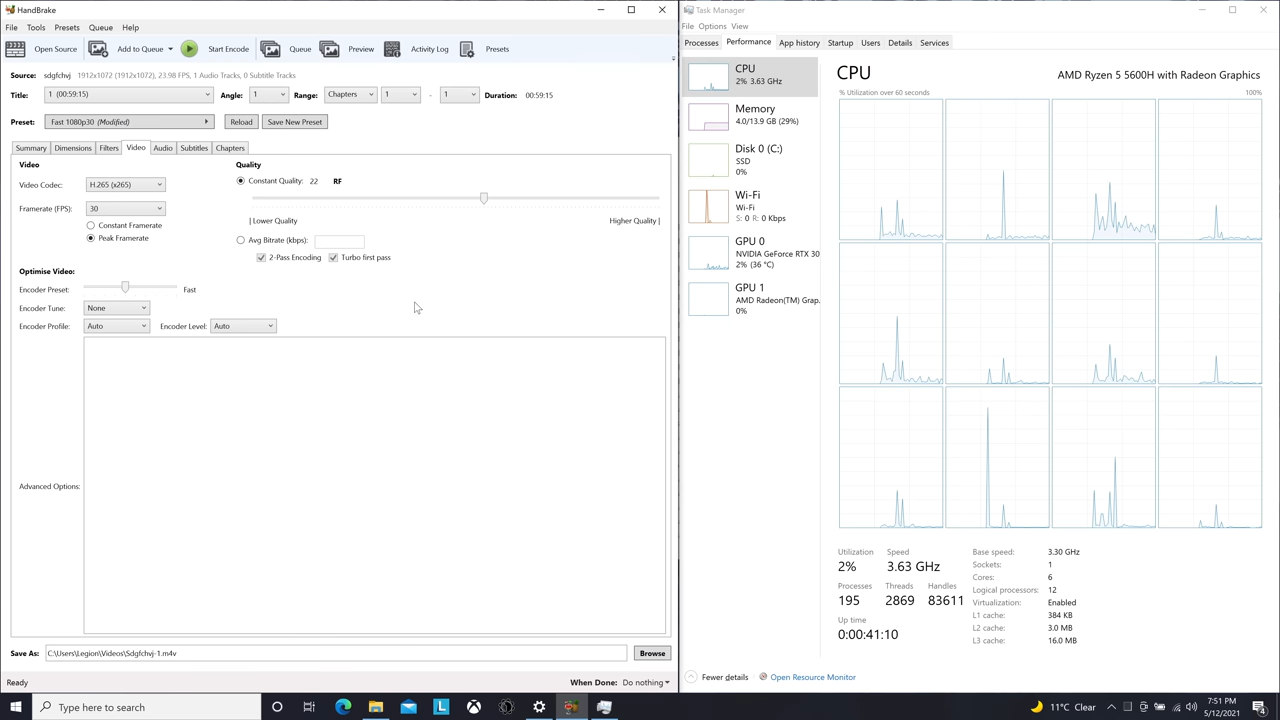 HandBrake
File Tools Presets Queue Help
Open Source Add to Queue Start Encode Queue Preview Activity Log Presets
Source: sdgfchvj 1912x1072 (1912x1072), 23.98 FPS, 1 Audio Tracks, 0 Subtitle Tracks
Title: 1 (00:59:15) Angle: 1 Range: Chapters 1 - 1 Duration: 00:59:15
Preset: Fast 1080p30 (Modified) Reload Save New Preset
Summary Dimensions Filters Video Audio Subtitles Chapters
Video
Video Codec: H.265 (x265)
Framerate (FPS): 30
Constant Framerate
Peak Framerate
Quality
Constant Quality: 22 RF
| Lower Quality Higher Quality |
Avg Bitrate (kbps):
2-Pass Encoding Turbo first pass
Optimise Video:
Encoder Preset: Fast
Encoder Tune: None
Encoder Profile: Auto Encoder Level: Auto
Advanced Options:
Save As: C:\Users\Legion\Videos\Sdgfchvj-1.m4v Browse
Ready When Done: Do nothing
Task Manager
File Options View
Processes Performance App history Startup Users Details Services
CPU
2% 3.63 GHz
Memory
4.0/13.9 GB (29%)
Disk 0 (C:)
SSD
0%
Wi-Fi
Wi-Fi
S: 0 R: 0 Kbps
GPU 0
NVIDIA GeForce RTX 30
2% (36 °C)
GPU 1
AMD Radeon(TM) Grap.
0%
CPU AMD Ryzen 5 5600H with Radeon Graphics
% Utilization over 60 seconds 100%
Utilization Speed
2% 3.63 GHz
Processes Threads Handles
195 2869 83611
Up time
0:00:41:10
Base speed: 3.30 GHz
Sockets: 1
Cores: 6
Logical processors: 12
Virtualization: Enabled
L1 cache: 384 KB
L2 cache: 3.0 MB
L3 cache: 16.0 MB
Fewer details Open Resource Monitor
Type here to search
L
11°C Clear
7:51 PM
5/12/2021